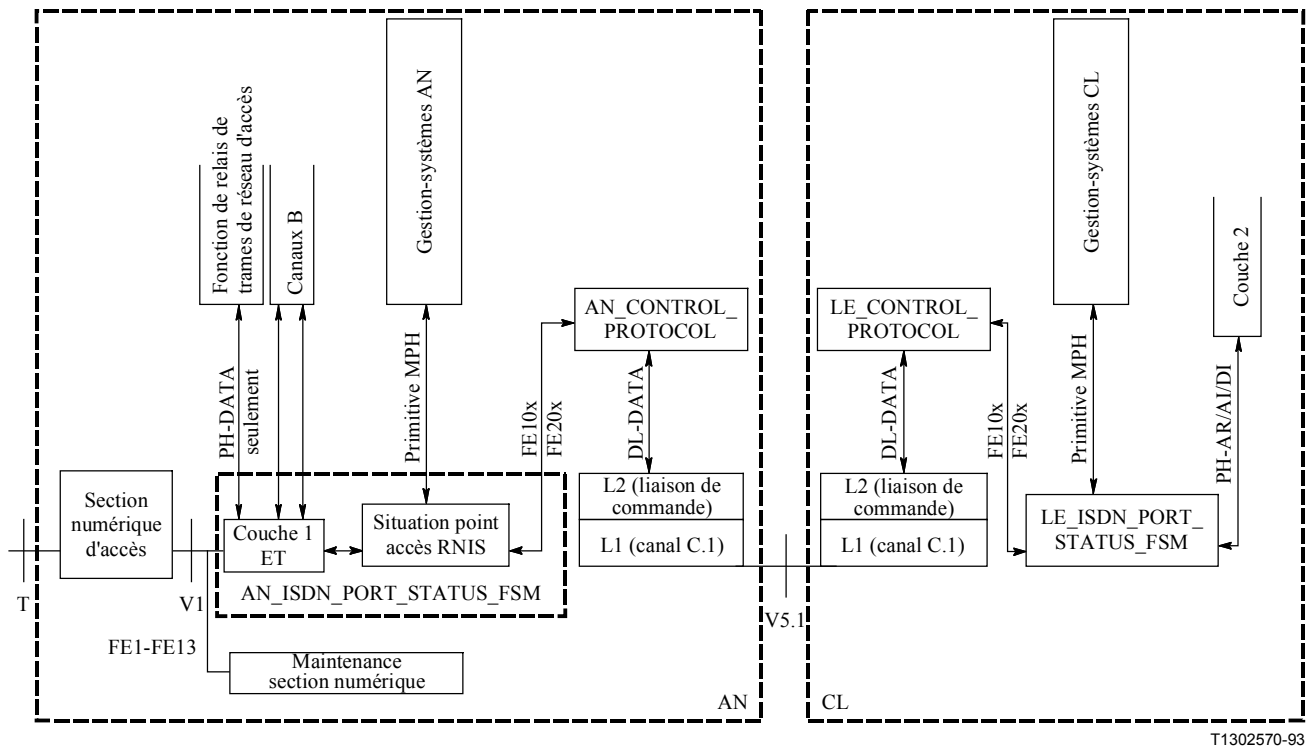 Fonction de relais de
trames de réseau d'accès
Canaux B
Gestion-systèmes AN
Gestion-systèmes CL
Couche 2
AN_CONTROL_
PROTOCOL
LE_CONTROL_
PROTOCOL
PH-DATA
seulement
Primitive MPH
FE10x
FE20x
DL-DATA
DL-DATA
FE10x
FE20x
Primitive MPH
PH-AR/AI/DI
Section
numérique
d'accès
Couche 1
ET
Situation point
accès RNIS
L2 (liaison de
commande)
L1 (canal C.1)
L2 (liaison de
commande)
L1 (canal C.1)
LE_ISDN_PORT_
STATUS_FSM
AN_ISDN_PORT_STATUS_FSM
T
V1
V5.1
FE1-FE13
Maintenance
section numérique
AN
CL
T1302570-93